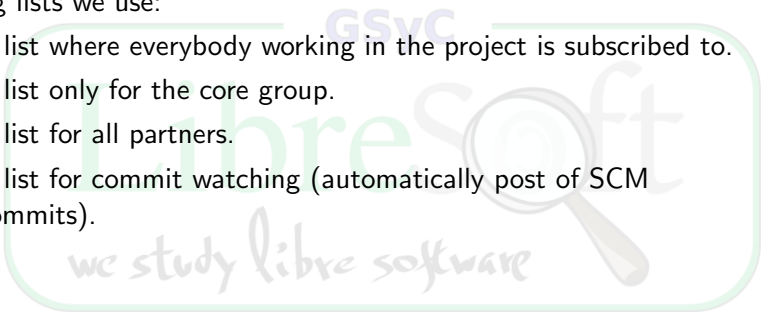 g lists we use:
GSyC
list where everybody working in the project is subscribed to.
list only for the core group.
list for all partners.
LibreSoft
list for commit watching (automatically post of SCM
ommits).
we study libre software